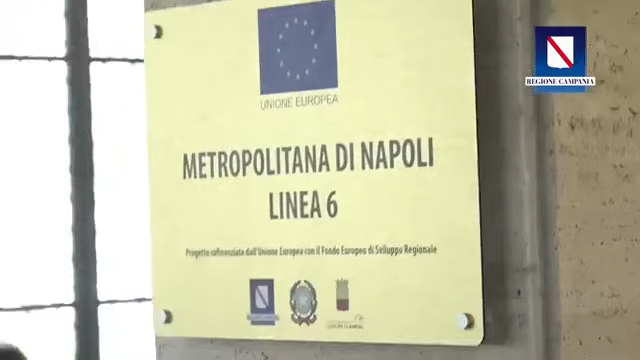 REGIONE CAMPANIA
UNIONE EUROPEA
METROPOLITANA DI NAPOLI
LINEA 6
Progetto cofinanziato dall'Unione Europea con il Fondo Europeo di Sviluppo Regionale